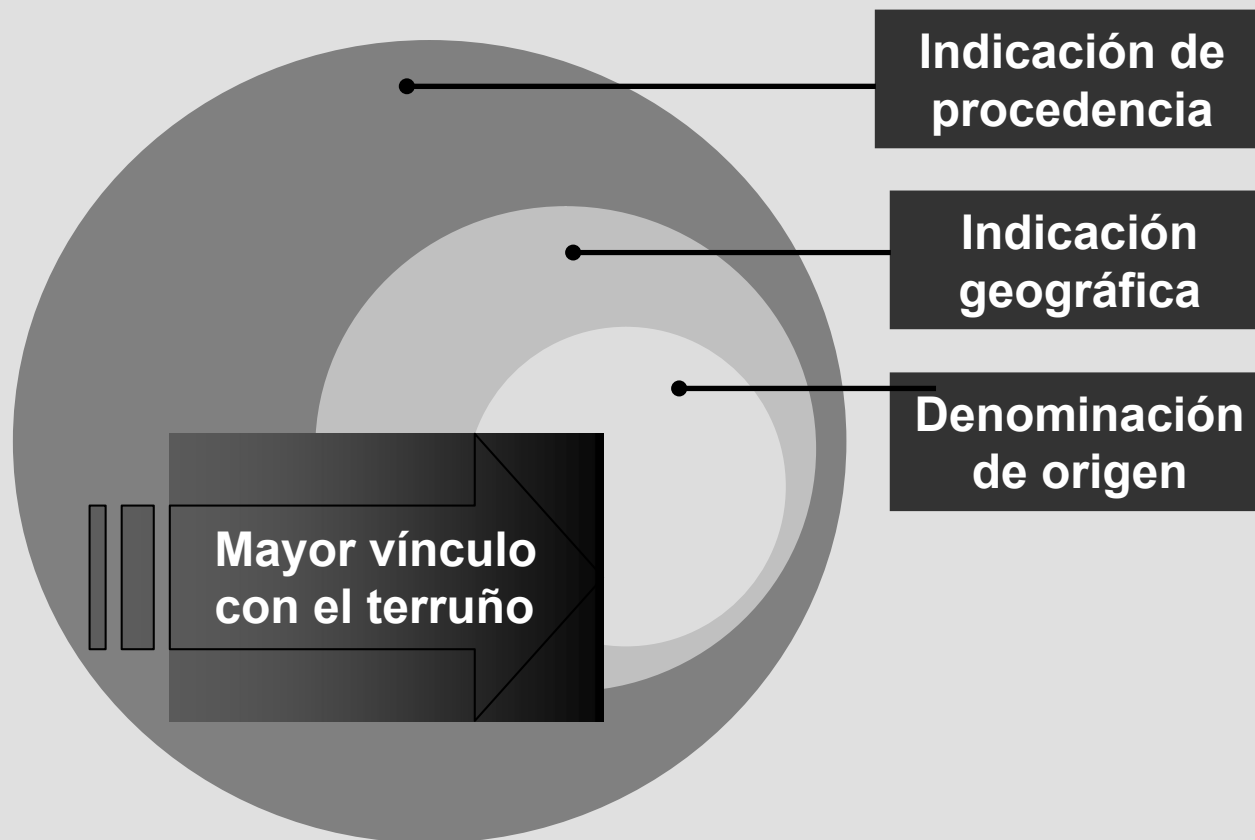 Indicación de
procedencia
Indicación
geográfica
Denominación
de origen
Mayor vínculo
con el terruño